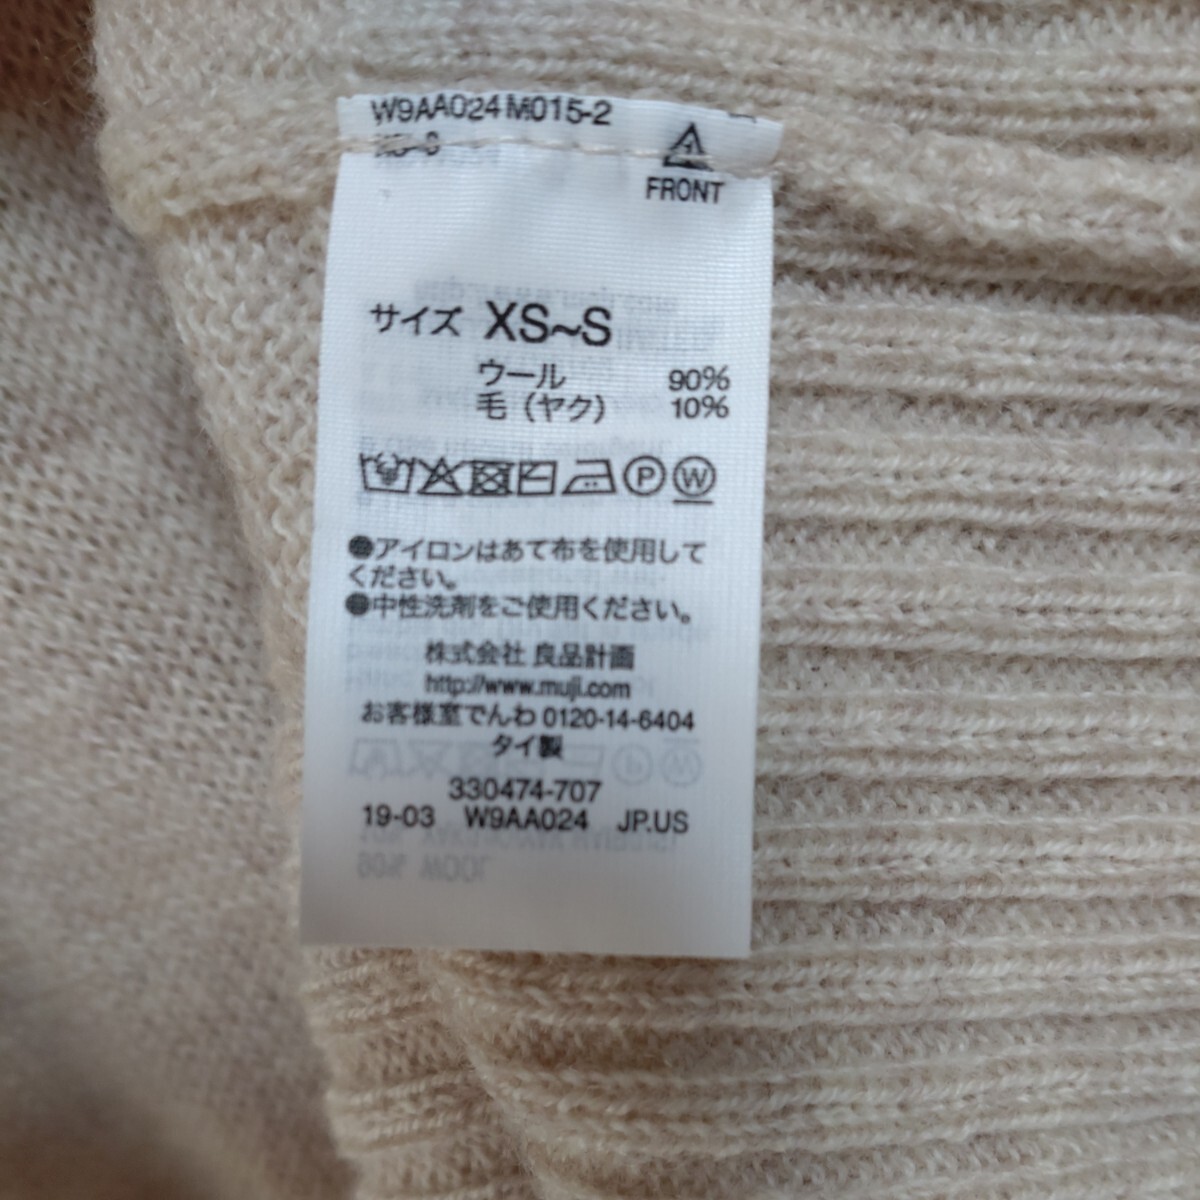 W9AA024M015-2
FRONT
サイズ XS~S
ウール 90%
毛（ヤク） 10%
P W
●アイロンはあて布を使用して
ください。
●中性洗剤をご使用ください。
株式会社 良品計画
http://www.muji.com
お客様室でんわ 0120-14-6404
タイ製
330474-707
19-03 W9AA024 JP.US